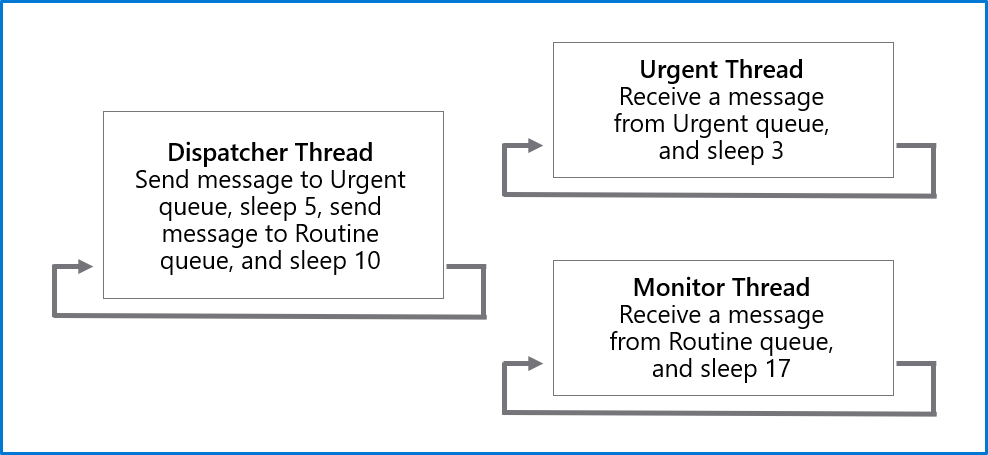 Dispatcher Thread
Send message to Urgent
queue, sleep 5, send
message to Routine
queue, and sleep 10
Urgent Thread
Receive a message
from Urgent queue,
and sleep 3
Monitor Thread
Receive a message
from Routine queue,
and sleep 17